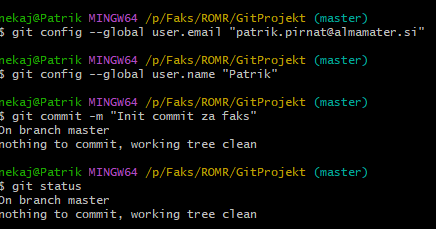 nekaj@Patrik MINGW64 /p/Faks/ROMR/GitProjekt (master)
$ git config --global user.email "patrik.pirnat@almamater.si"
nekaj@Patrik MINGW64 /p/Faks/ROMR/GitProjekt (master)
$ git config --global user.name "Patrik"
nekaj@Patrik MINGW64 /p/Faks/ROMR/GitProjekt (master)
$ git commit -m "Init commit za faks"
On branch master
nothing to commit, working tree clean
nekaj@Patrik MINGW64 /p/Faks/ROMR/GitProjekt (master)
$ git status
On branch master
nothing to commit, working tree clean